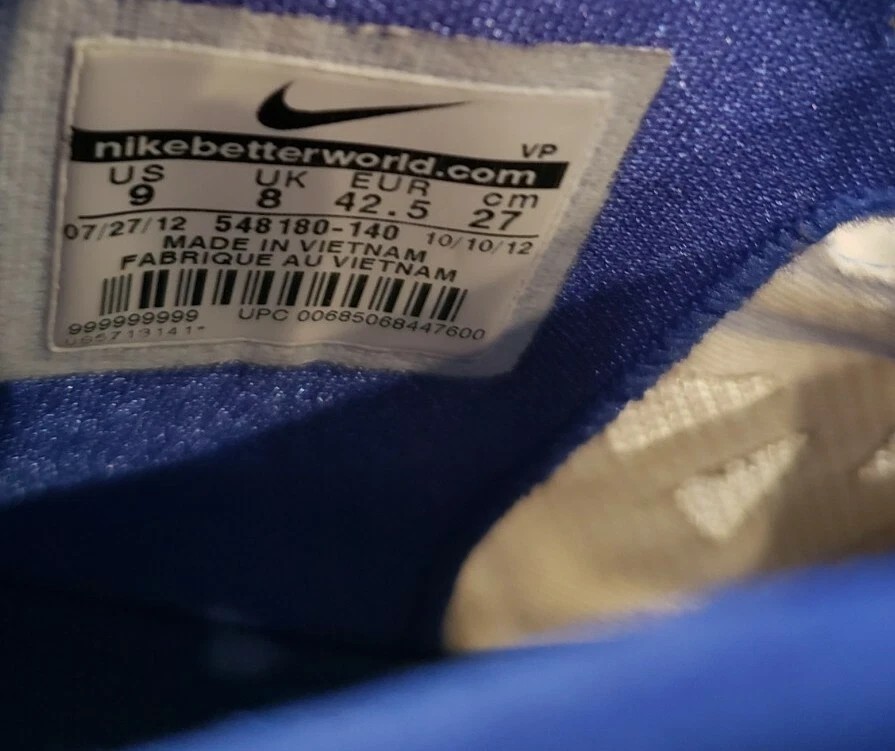 VP
nikebetterworld.com
US UK EUR cm
9 8 42.5 27
07/27/12 548180-140 10/10/12
MADE IN VIETNAM
FABRIQUE AU VIETNAM
999999999 UPC 00685068447600